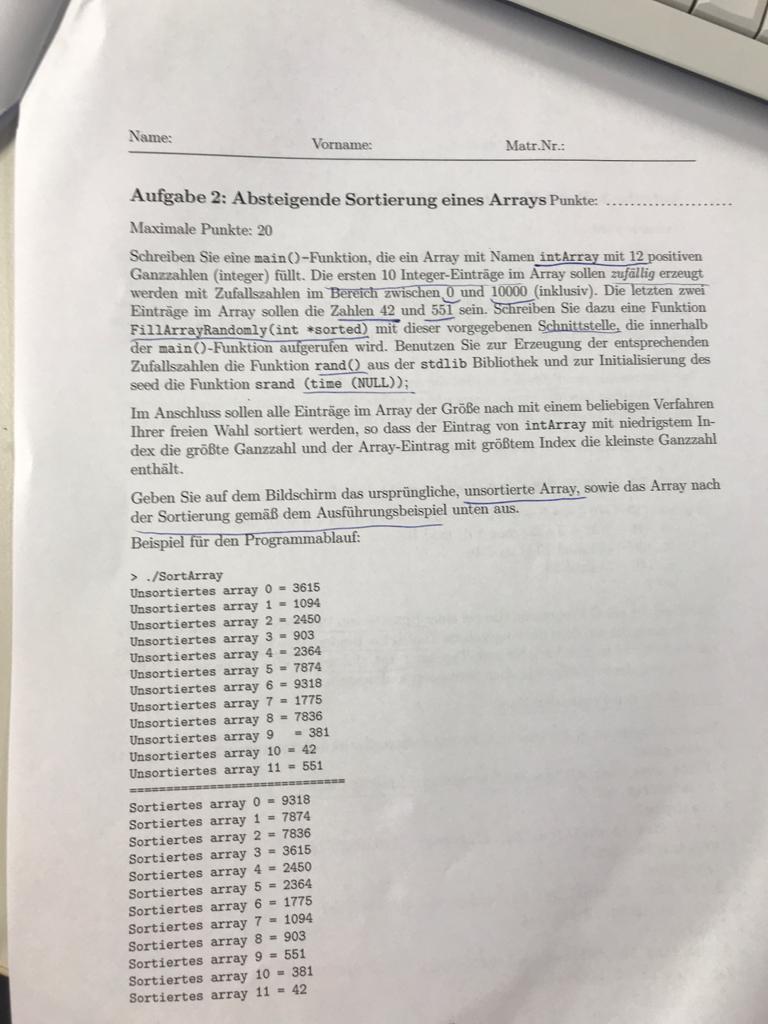 Name: Vorname: Matr.Nr.:
Aufgabe 2: Absteigende Sortierung eines Arrays Punkte: .....................
Maximale Punkte: 20
Schreiben Sie eine main()-Funktion, die ein Array mit Namen intArray mit 12 positiven
Ganzzahlen (integer) füllt. Die ersten 10 Integer-Einträge im Array sollen zufällig erzeugt
werden mit Zufallszahlen im Bereich zwischen 0 und 10000 (inklusiv). Die letzten zwei
Einträge im Array sollen die Zahlen 42 und 551 sein. Schreiben Sie dazu eine Funktion
FillArrayRandomly(int *sorted) mit dieser vorgegebenen Schnittstelle, die innerhalb
der main()-Funktion aufgerufen wird. Benutzen Sie zur Erzeugung der entsprechenden
Zufallszahlen die Funktion rand() aus der stdlib Bibliothek und zur Initialisierung des
seed die Funktion srand (time (NULL));
Im Anschluss sollen alle Einträge im Array der Größe nach mit einem beliebigen Verfahren
Ihrer freien Wahl sortiert werden, so dass der Eintrag von intArray mit niedrigstem In-
dex die größte Ganzzahl und der Array-Eintrag mit größtem Index die kleinste Ganzzahl
enthält.
Geben Sie auf dem Bildschirm das ursprüngliche, unsortierte Array, sowie das Array nach
der Sortierung gemäß dem Ausführungsbeispiel unten aus.
Beispiel für den Programmablauf:
> ./SortArray
Unsortiertes array 0 = 3615
Unsortiertes array 1 = 1094
Unsortiertes array 2 = 2450
Unsortiertes array 3 = 903
Unsortiertes array 4 = 2364
Unsortiertes array 5 = 7874
Unsortiertes array 6 = 9318
Unsortiertes array 7 = 1775
Unsortiertes array 8 = 7836
Unsortiertes array 9 = 381
Unsortiertes array 10 = 42
Unsortiertes array 11 = 551
==============================
Sortiertes array 0 = 9318
Sortiertes array 1 = 7874
Sortiertes array 2 = 7836
Sortiertes array 3 = 3615
Sortiertes array 4 = 2450
Sortiertes array 5 = 2364
Sortiertes array 6 = 1775
Sortiertes array 7 = 1094
Sortiertes array 8 = 903
Sortiertes array 9 = 551
Sortiertes array 10 = 381
Sortiertes array 11 = 42